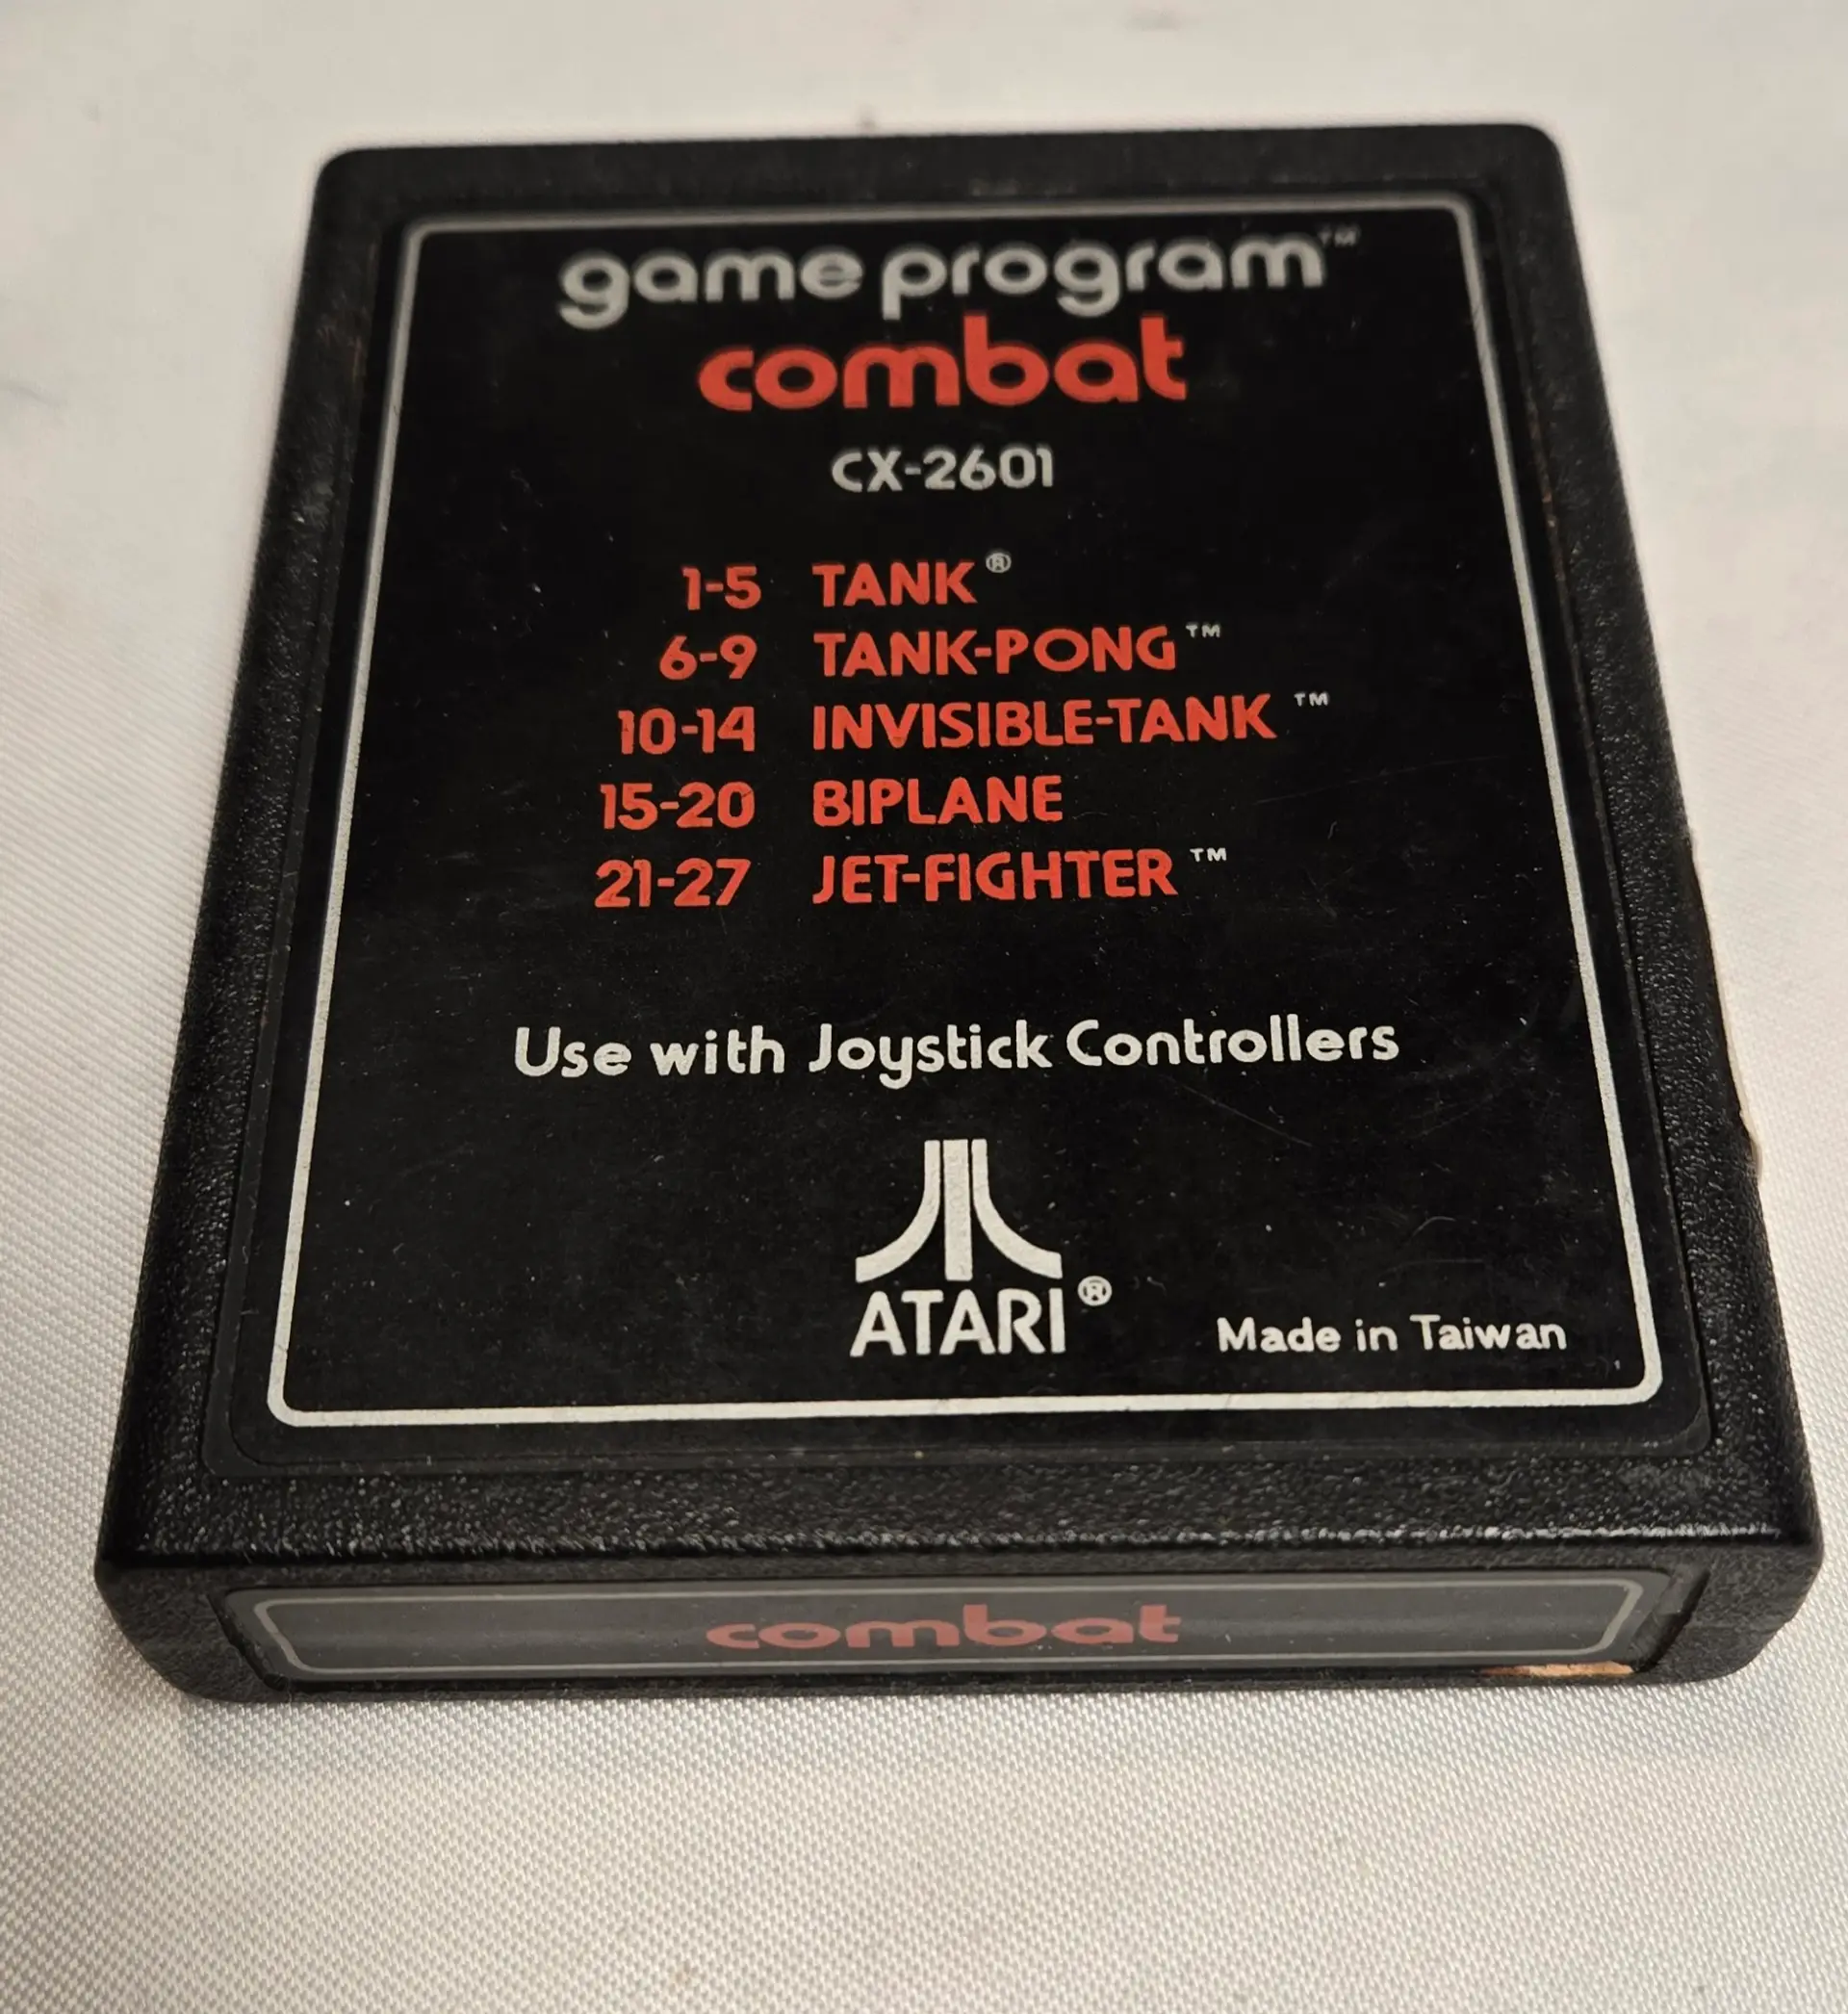 game program™
combat
CX-2601
1-5 TANK®
6-9 TANK-PONG™
10-14 INVISIBLE-TANK™
15-20 BIPLANE
21-27 JET-FIGHTER™
Use with Joystick Controllers
ATARI®
Made in Taiwan
combat